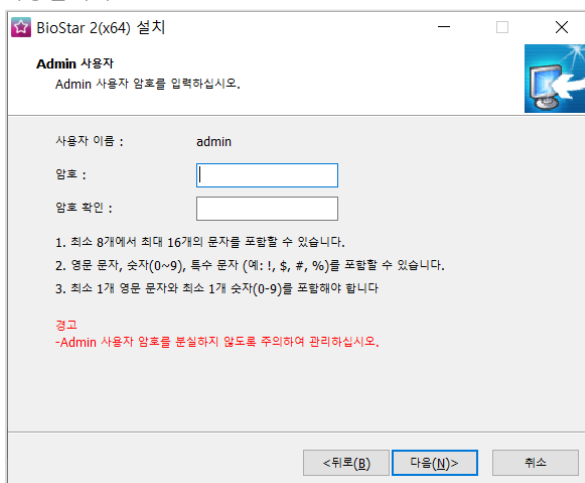 BioStar 2(x64) 설치
Admin 사용자
Admin 사용자 암호를 입력하십시오.
사용자 이름 : admin
암호 :
암호 확인 :
1. 최소 8개에서 최대 16개의 문자를 포함할 수 있습니다.
2. 영문 문자, 숫자(0~9), 특수 문자 (예: !, $, #, %)를 포함할 수 있습니다.
3. 최소 1개 영문 문자와 최소 1개 숫자(0-9)를 포함해야 합니다
경고
-Admin 사용자 암호를 분실하지 않도록 주의하여 관리하십시오.
<뒤로(B) 다음(N)> 취소